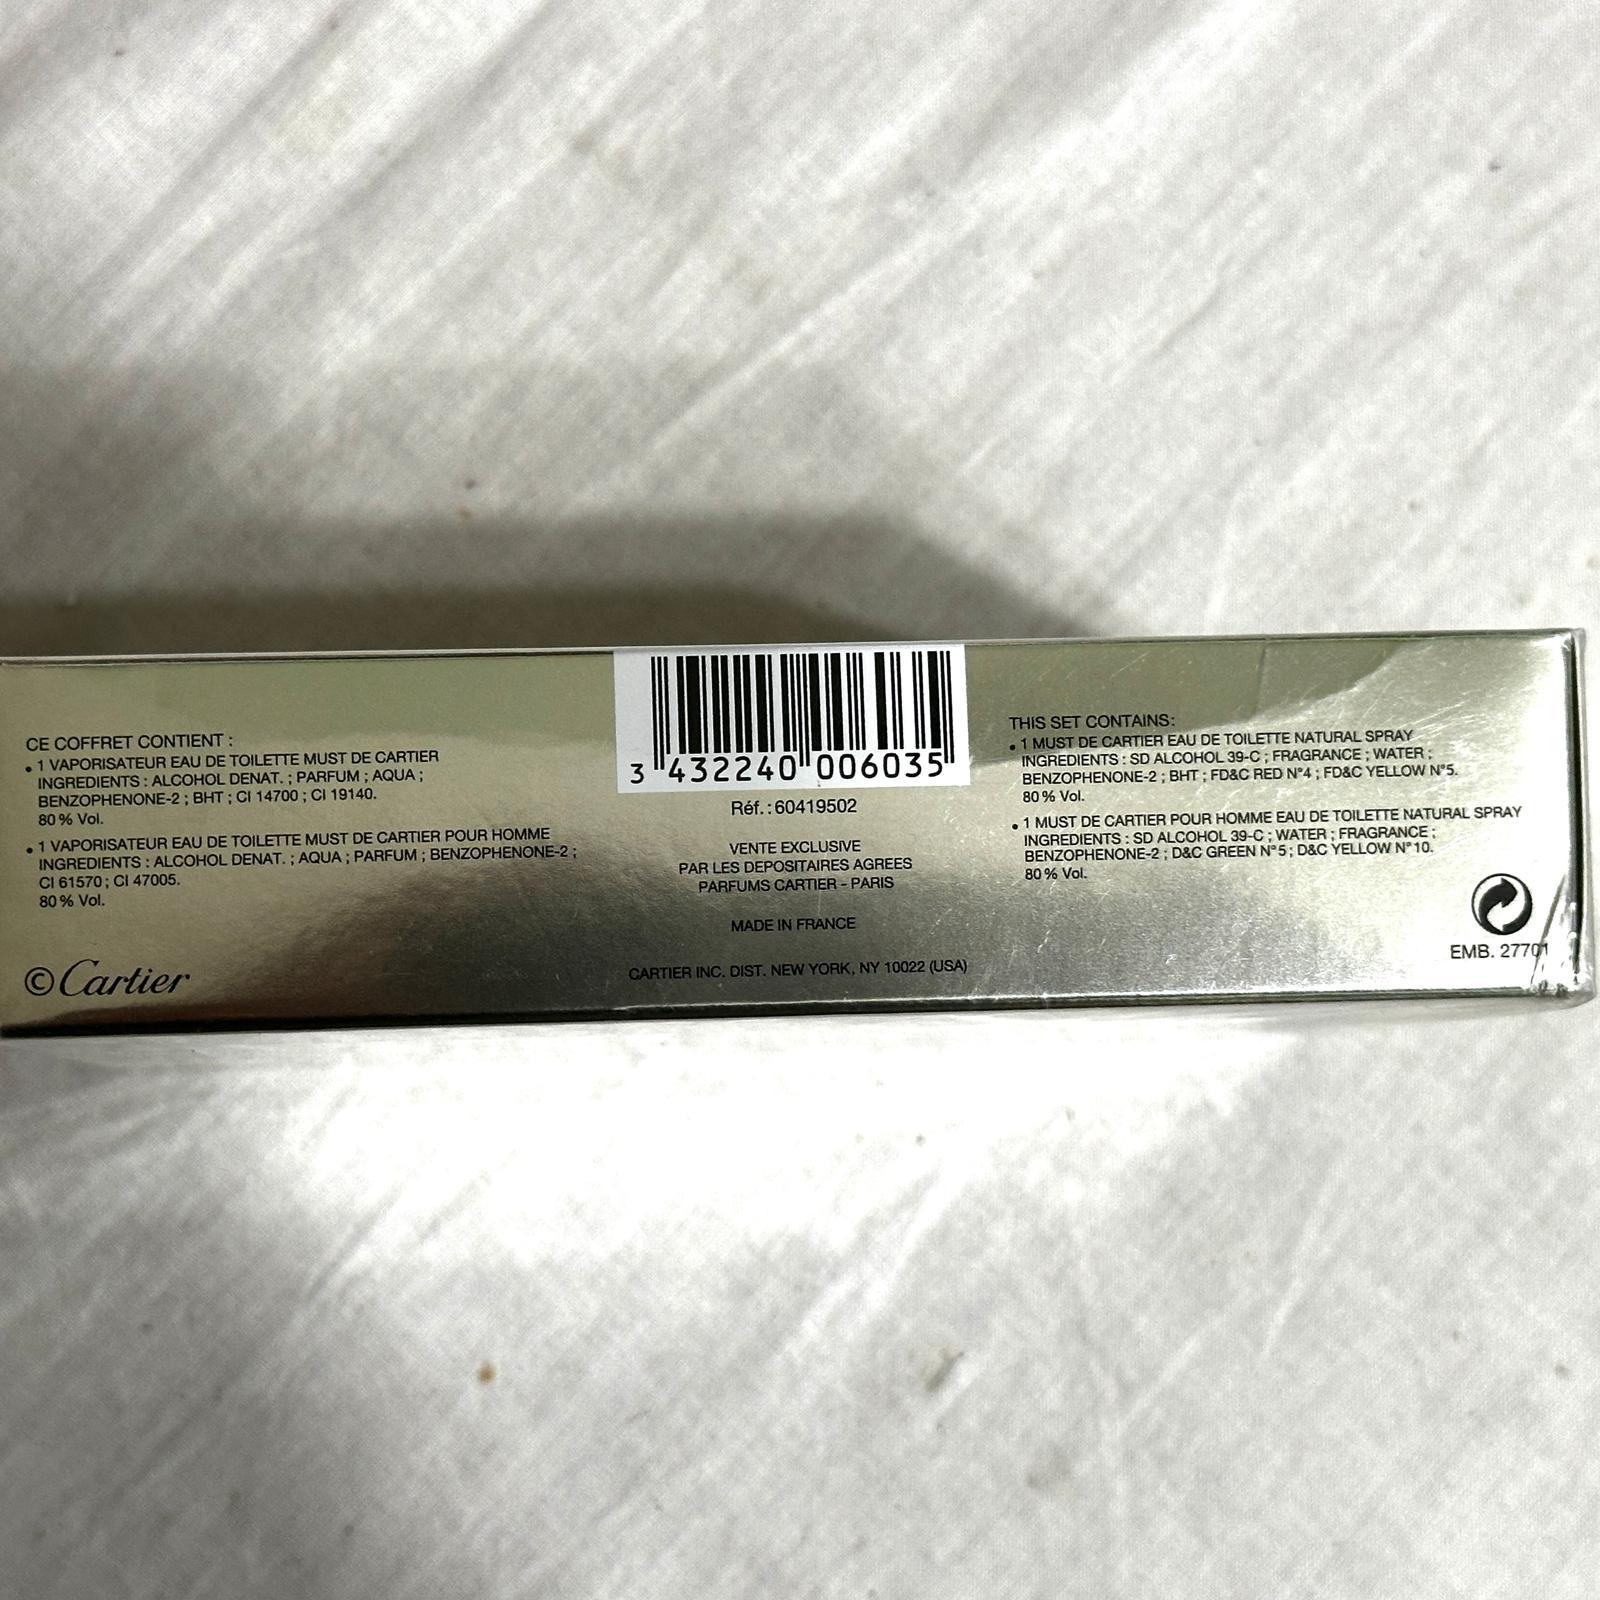 CE COFFRET CONTIENT :
• 1 VAPORISATEUR EAU DE TOILETTE MUST DE CARTIER
INGREDIENTS : ALCOHOL DENAT. ; PARFUM ; AQUA ;
BENZOPHENONE-2 ; BHT ; CI 14700 ; CI 19140.
80 % Vol.
• 1 VAPORISATEUR EAU DE TOILETTE MUST DE CARTIER POUR HOMME
INGREDIENTS : ALCOHOL DENAT. ; AQUA ; PARFUM ; BENZOPHENONE-2 ;
CI 61570 ; CI 47005.
80 % Vol.
©Cartier
3 432240 006035
Réf. : 60419502
VENTE EXCLUSIVE
PAR LES DEPOSITAIRES AGREES
PARFUMS CARTIER - PARIS
MADE IN FRANCE
CARTIER INC. DIST. NEW YORK, NY 10022 (USA)
THIS SET CONTAINS :
• 1 MUST DE CARTIER EAU DE TOILETTE NATURAL SPRAY
INGREDIENTS : SD ALCOHOL 39-C ; FRAGRANCE ; WATER ;
BENZOPHENONE-2 ; BHT ; FD&C RED N°4 ; FD&C YELLOW N°5.
80 % Vol.
• 1 MUST DE CARTIER POUR HOMME EAU DE TOILETTE NATURAL SPRAY
INGREDIENTS : SD ALCOHOL 39-C ; WATER ; FRAGRANCE ;
BENZOPHENONE-2 ; D&C GREEN N°5 ; D&C YELLOW N°10.
80 % Vol.
EMB. 27701